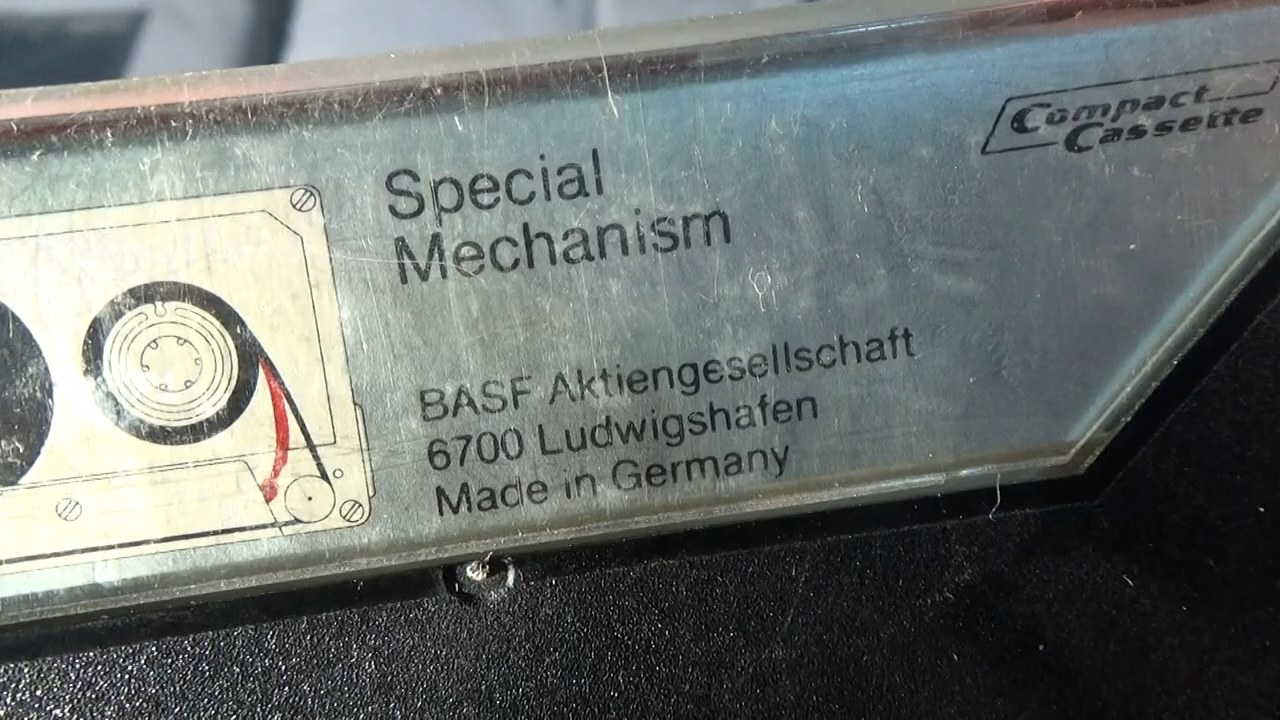 Compact
Cassette
Special
Mechanism
BASF Aktiengesellschaft
6700 Ludwigshafen
Made in Germany